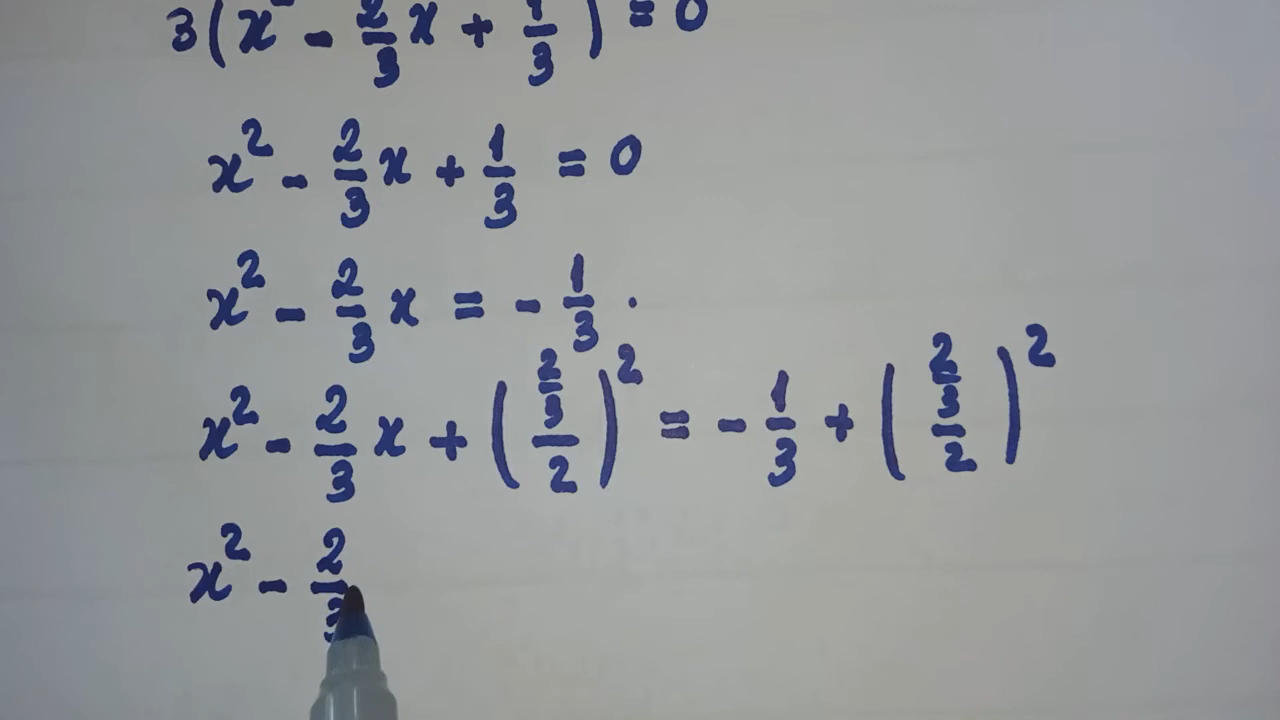 3(x² - 2/3 x + 1/3) = 0
x² - 2/3 x + 1/3 = 0
x² - 2/3 x = - 1/3 .
x² - 2/3 x + ((2/3)/2)² = - 1/3 + ((2/3)/2)²
x² - 2/3